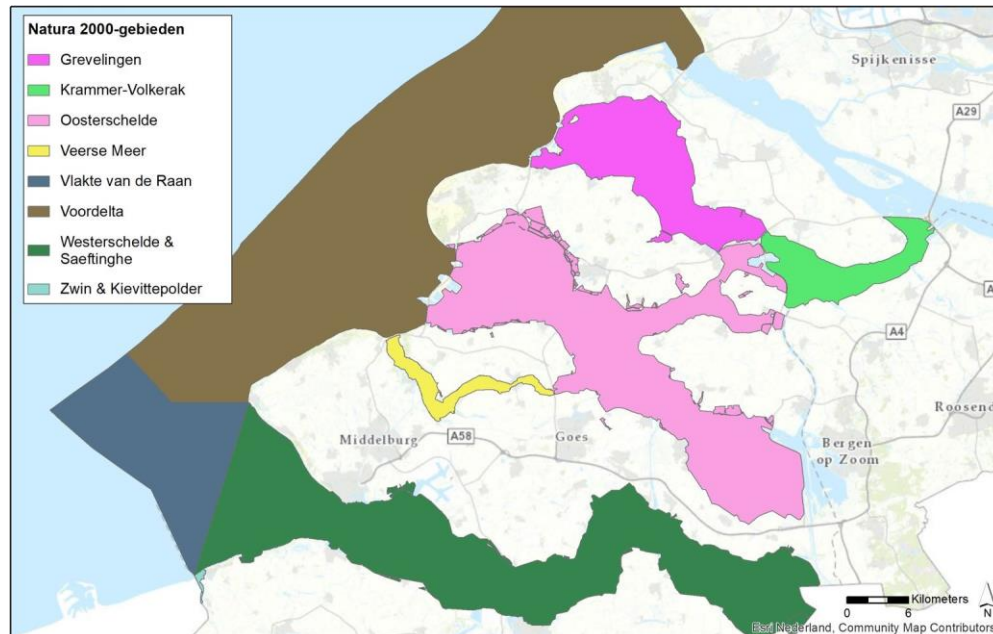 Natura 2000-gebieden
Grevelingen
Krammer-Volkerak
Oosterschelde
Veerse Meer
Vlakte van de Raan
Voordelta
Westerschelde &
Saeftinghe
Zwin & Kievittepolder
Spijkenisse
A29
A
A4
Roosend
Middelburg
A58
Goes
Bergen
op Zoom
Kilometers
0 6
N
Esri Nederland, Community Map Contributors